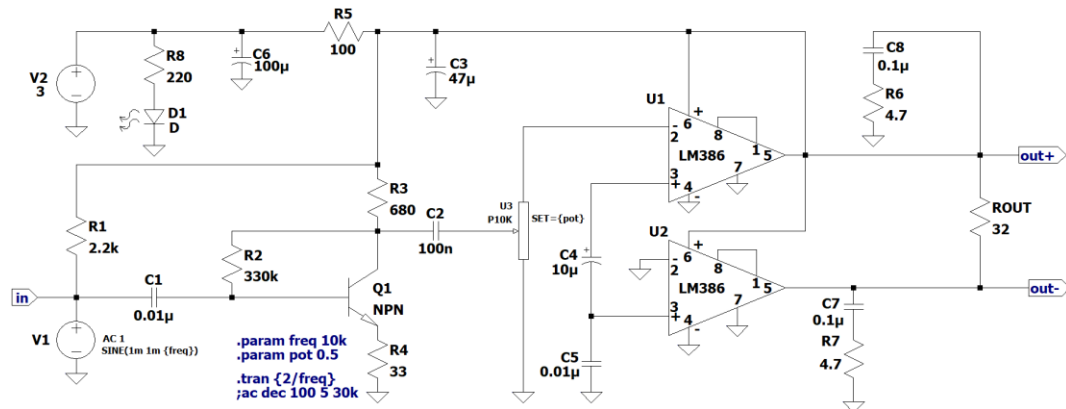 R5
100
R8
220
C6
100µ
C3
47µ
V2
3
D1
D
C8
0.1µ
R6
4.7
U1
LM386
+
-
6
2
8
1
5
3
+
7
4
-
out+
R1
2.2k
R3
680
C2
100n
U3
P10K
SET={pot}
R2
330k
C4
10µ
U2
LM386
+
-
6
2
8
1
5
3
+
7
4
-
ROUT
32
out-
in
C1
0.01µ
Q1
NPN
V1
AC 1
SINE(1m 1m {freq})
R4
33
C5
0.01µ
C7
0.1µ
R7
4.7
.param freq 10k
.param pot 0.5
.tran {2/freq}
;ac dec 100 5 30k
+
-
+
-
+
+
+